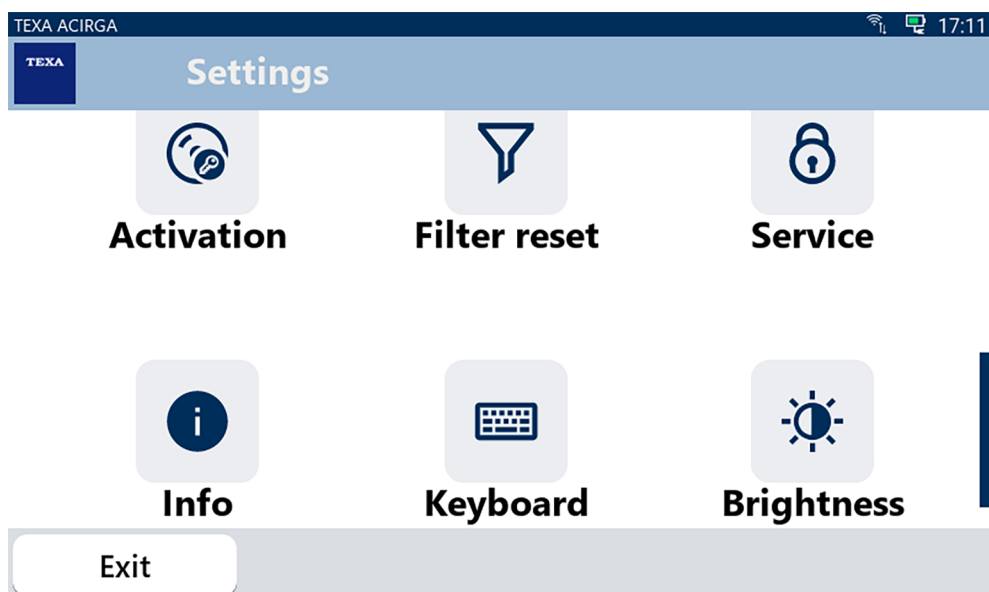 TEXA ACIRGA 17:11
TEXA Settings
Activation Filter reset Service
i
Info Keyboard Brightness
Exit